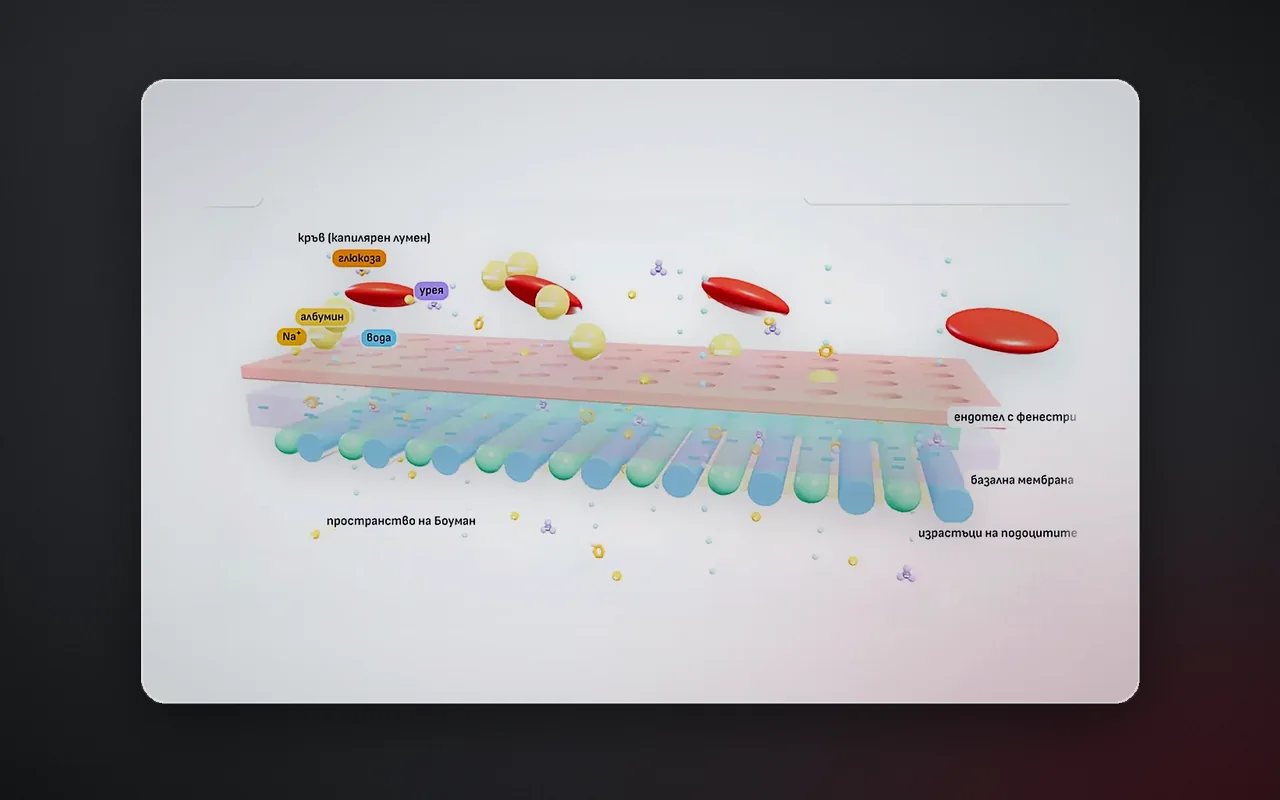 кръв (капилярен лумен)
глюкоза
урея
албумин
Na⁺
вода
ендотел с фенестри
базална мембрана
пространство на Боуман
израстъци на подоцитите